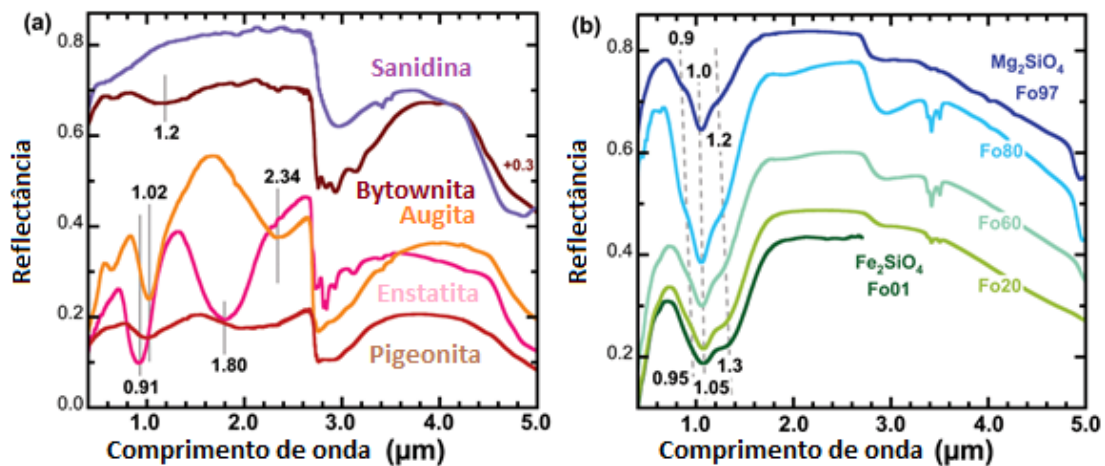 (a)
0.8
0.6
0.4
0.2
0.0
Reflectância
Sanidina
1.2
+0.3
Bytownita
1.02
2.34
Augita
Enstatita
Pigeonita
0.91
1.80
1.0
2.0
3.0
4.0
5.0
Comprimento de onda (μm)
(b)
0.8
0.6
0.4
0.2
Reflectância
0.9
1.0
1.2
Mg₂SiO₄
Fo97
Fo80
Fo60
Fe₂SiO₄
Fo01
Fo20
0.95
1.05
1.3
1.0
2.0
3.0
4.0
5.0
Comprimento de onda (μm)